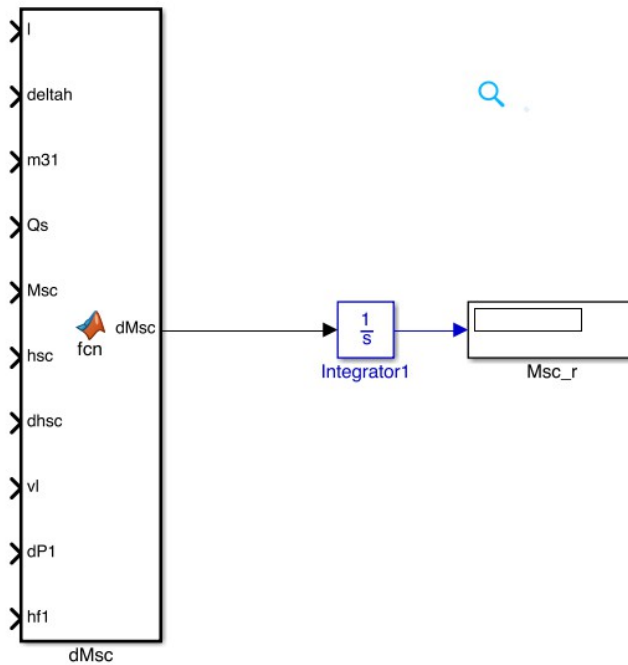 I
deltah
m31
Qs
Msc
hsc
dhsc
vl
dP1
hf1
fcn
dMsc
dMsc
1
s
Integrator1
Msc_r